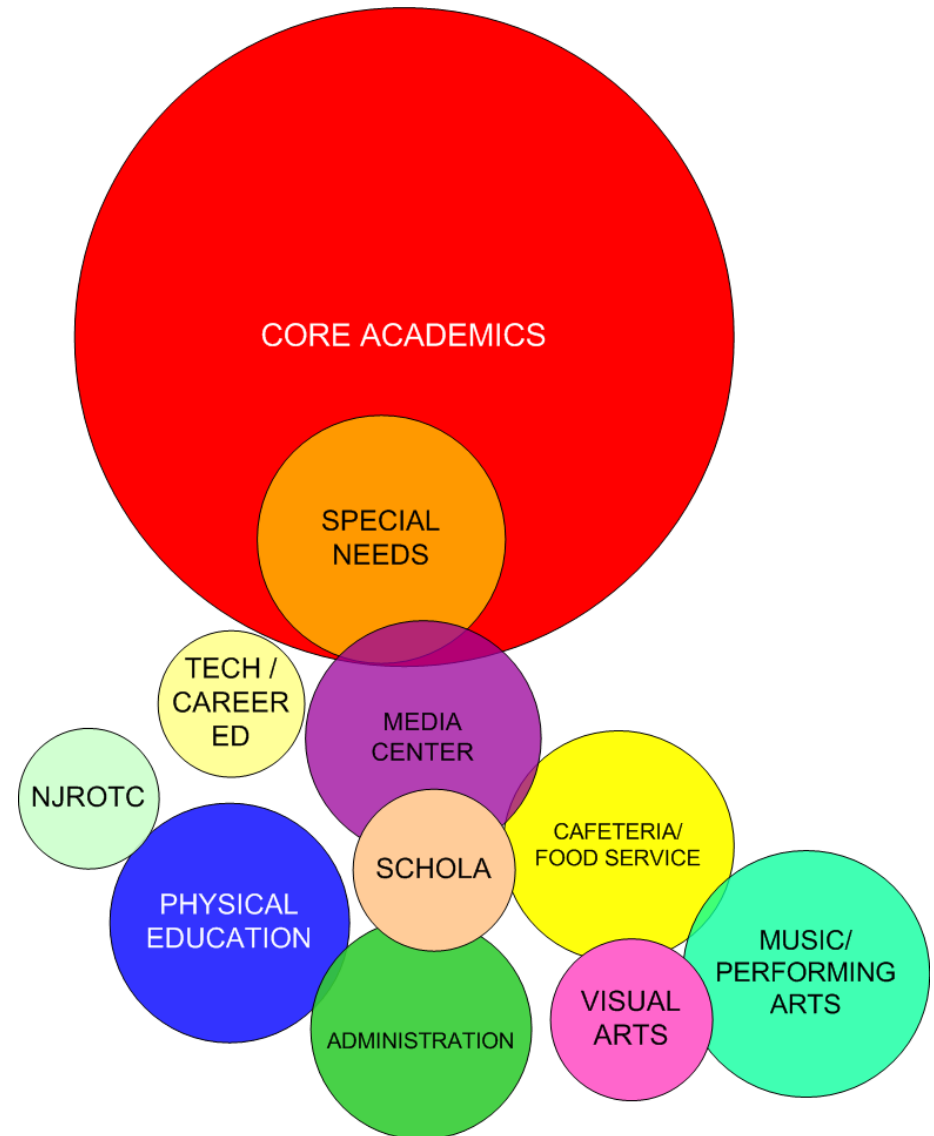 CORE ACADEMICS
SPECIAL
NEEDS
TECH /
CAREER
ED
MEDIA
CENTER
NJROTC
CAFETERIA/
FOOD SERVICE
SCHOLA
PHYSICAL
EDUCATION
MUSIC/
PERFORMING
ARTS
VISUAL
ARTS
ADMINISTRATION